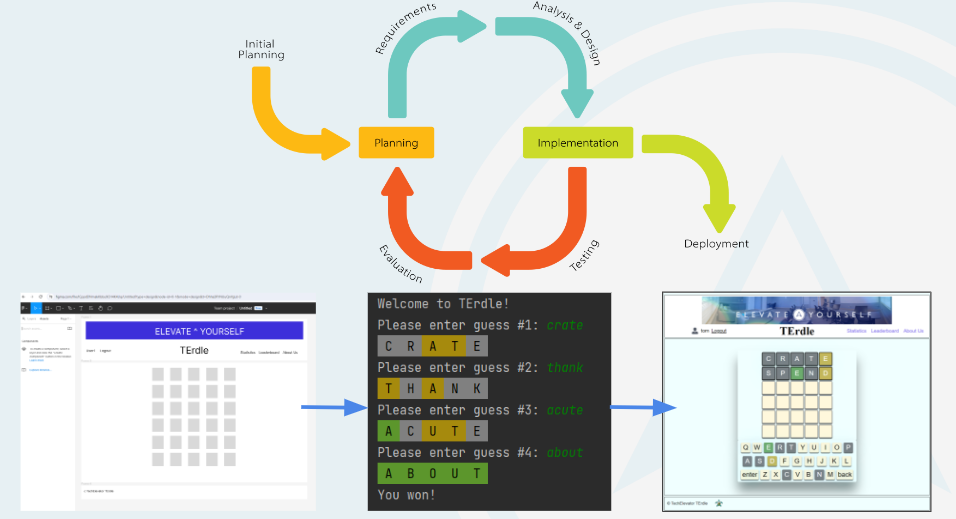 Requirements
Analysis & Design
Initial
Planning
Planning
Implementation
Evaluation
Testing
Deployment
ELEVATE ^ YOURSELF
TErdle
Statistics Leaderboard About Us
Welcome to TErdle!
Please enter guess #1: crate
C R A T E
Please enter guess #2: thank
T H A N K
Please enter guess #3: acute
A C U T E
Please enter guess #4: about
A B O U T
You won!
ELEVATE YOURSELF
tom Logout
TErdle
Statistics Leaderboard About Us
C R A T E
S P E N D
Q W E R T Y U I O P
A S D F G H J K L
enter Z X C V B N M back
© TechElevator TErdle